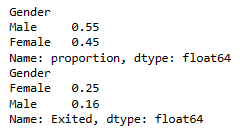 Gender
Male     0.55
Female   0.45
Name: proportion, dtype: float64
Gender
Female   0.25
Male     0.16
Name: Exited, dtype: float64